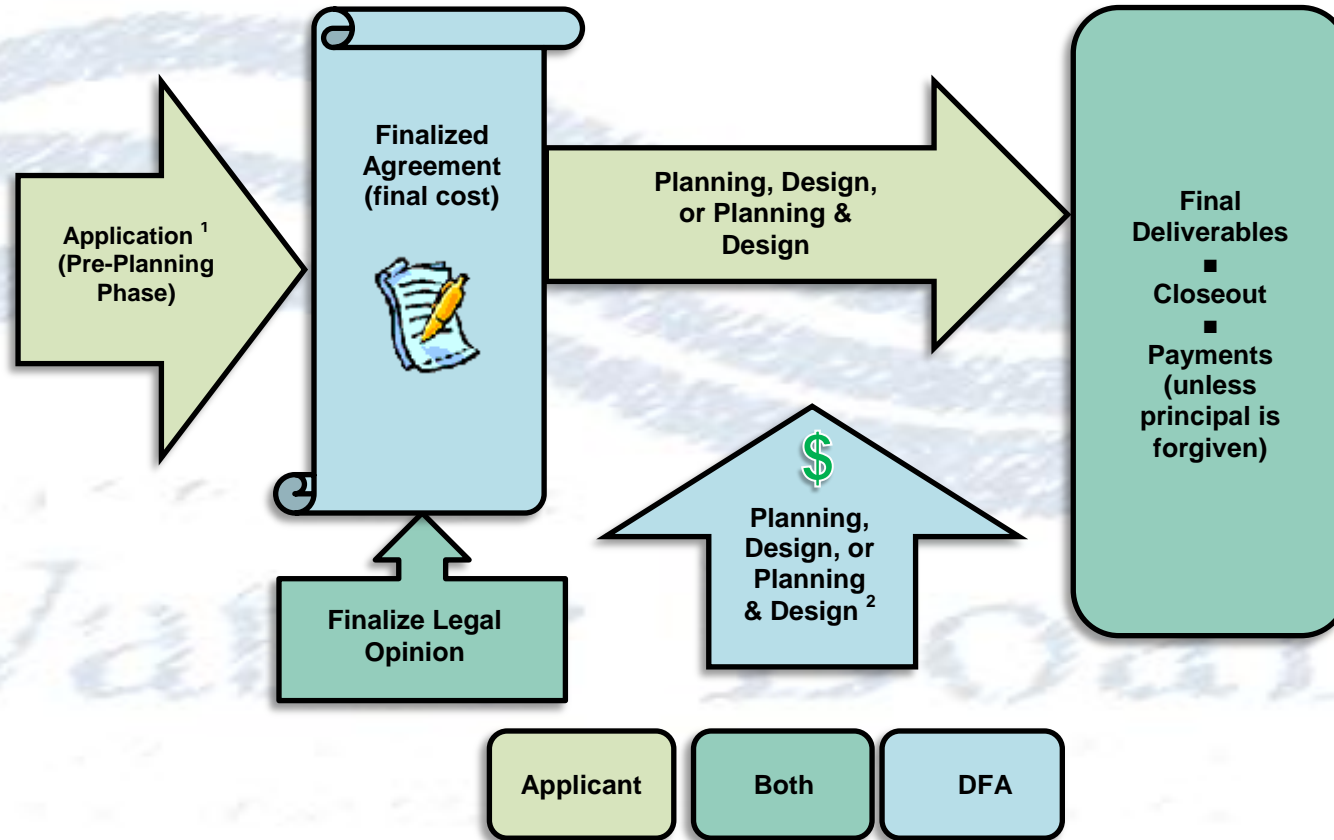 Application ¹
(Pre-Planning
Phase)
Finalized
Agreement
(final cost)
Planning, Design,
or Planning &
Design
Final
Deliverables
■
Closeout
■
Payments
(unless
principal is
forgiven)
Finalize Legal
Opinion
$
Planning,
Design, or
Planning
& Design ²
Applicant
Both
DFA